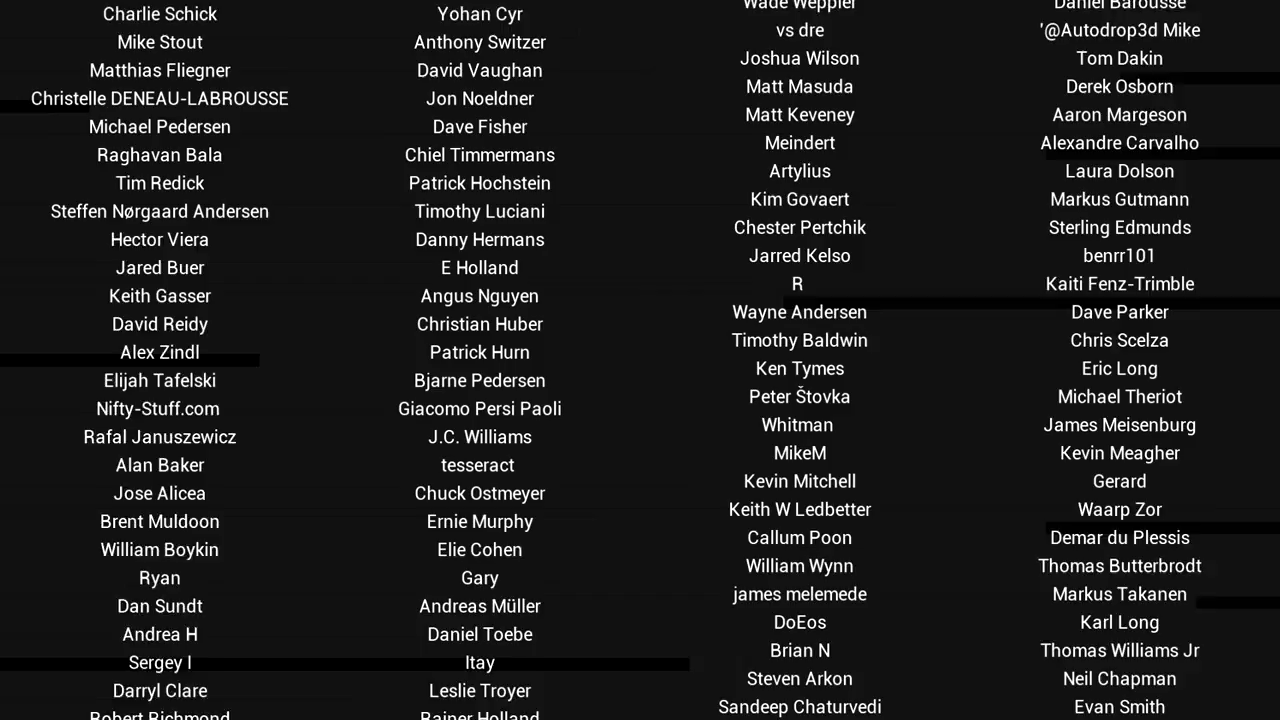 Charlie Schick
Mike Stout
Matthias Fliegner
Christelle DENEAU-LABROUSSE
Michael Pedersen
Raghavan Bala
Tim Redick
Steffen Nørgaard Andersen
Hector Viera
Jared Buer
Keith Gasser
David Reidy
Alex Zindl
Elijah Tafelski
Nifty-Stuff.com
Rafal Januszewicz
Alan Baker
Jose Alicea
Brent Muldoon
William Boykin
Ryan
Dan Sundt
Andrea H
Sergey I
Darryl Clare
Robert Richmond
Yohan Cyr
Anthony Switzer
David Vaughan
Jon Noeldner
Dave Fisher
Chiel Timmermans
Patrick Hochstein
Timothy Luciani
Danny Hermans
E Holland
Angus Nguyen
Christian Huber
Patrick Hurn
Bjarne Pedersen
Giacomo Persi Paoli
J.C. Williams
tesseract
Chuck Ostmeyer
Ernie Murphy
Elie Cohen
Gary
Andreas Müller
Daniel Toebe
Itay
Leslie Troyer
Rainer Holland
Wade Weppler
vs dre
Joshua Wilson
Matt Masuda
Matt Keveney
Meindert
Artylius
Kim Govaert
Chester Pertchik
Jarred Kelso
R
Wayne Andersen
Timothy Baldwin
Ken Tymes
Peter Štovka
Whitman
MikeM
Kevin Mitchell
Keith W Ledbetter
Callum Poon
William Wynn
james melemede
DoEos
Brian N
Steven Arkon
Sandeep Chaturvedi
Daniel Barousse
'@Autodrop3d Mike
Tom Dakin
Derek Osborn
Aaron Margeson
Alexandre Carvalho
Laura Dolson
Markus Gutmann
Sterling Edmunds
benrr101
Kaiti Fenz-Trimble
Dave Parker
Chris Scelza
Eric Long
Michael Theriot
James Meisenburg
Kevin Meagher
Gerard
Waarp Zor
Demar du Plessis
Thomas Butterbrodt
Markus Takanen
Karl Long
Thomas Williams Jr
Neil Chapman
Evan Smith